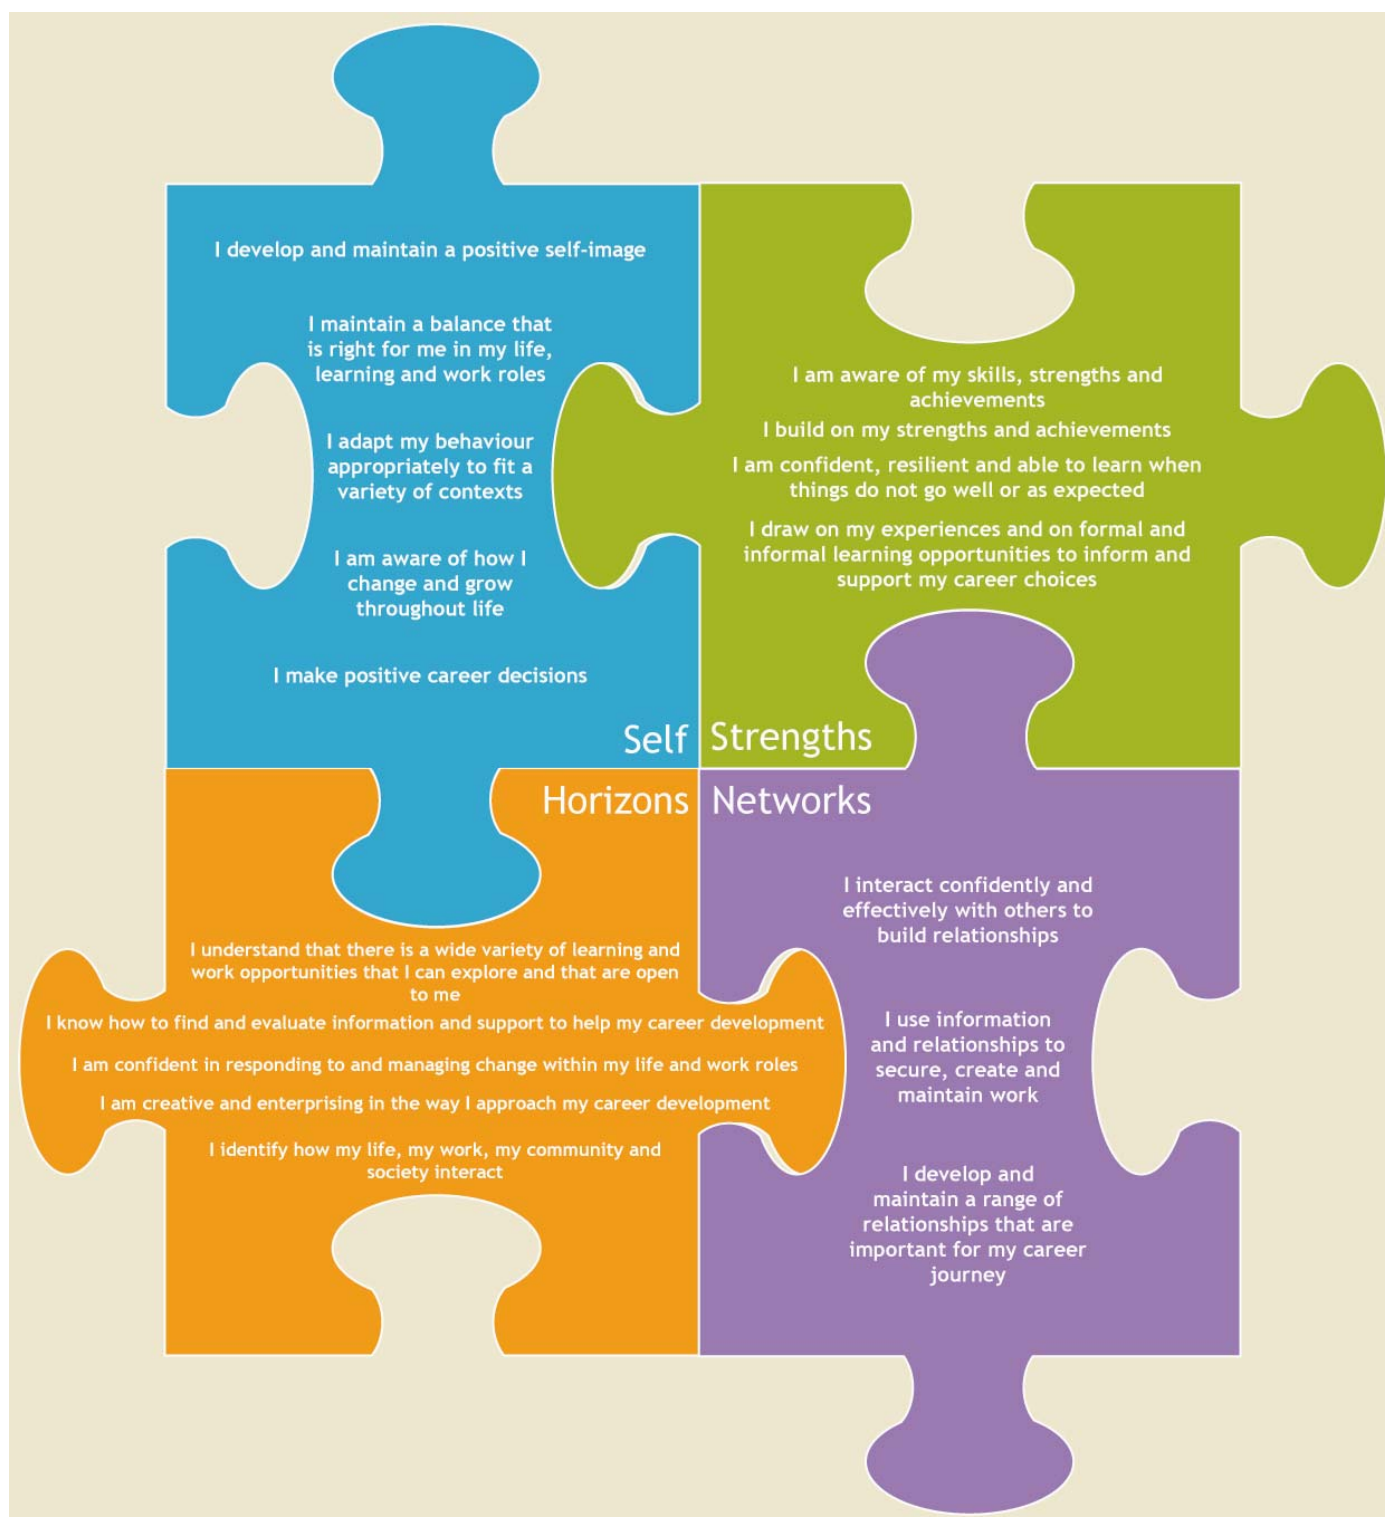 I develop and maintain a positive self-image
I maintain a balance that
is right for me in my life,
learning and work roles
I adapt my behaviour
appropriately to fit a
variety of contexts
I am aware of how I
change and grow
throughout life
I make positive career decisions
Self
I am aware of my skills, strengths and
achievements
I build on my strengths and achievements
I am confident, resilient and able to learn when
things do not go well or as expected
I draw on my experiences and on formal and
informal learning opportunities to inform and
support my career choices
Strengths
Horizons
I understand that there is a wide variety of learning and
work opportunities that I can explore and that are open
to me
I know how to find and evaluate information and support to help my career development
I am confident in responding to and managing change within my life and work roles
I am creative and enterprising in the way I approach my career development
I identify how my life, my work, my community and
society interact
Networks
I interact confidently and
effectively with others to
build relationships
I use information
and relationships to
secure, create and
maintain work
I develop and
maintain a range of
relationships that are
important for my career
journey